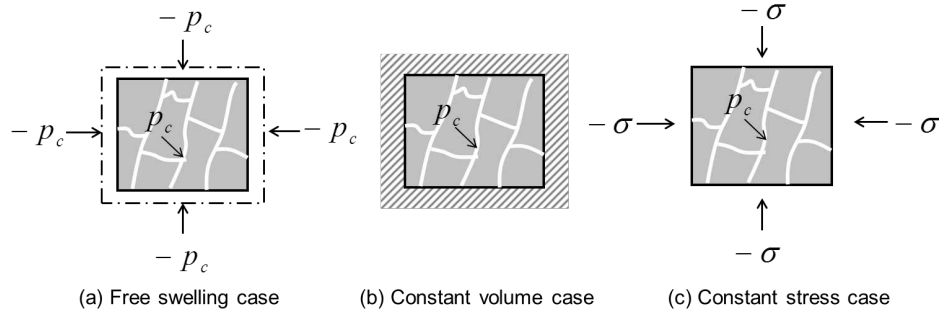 − p_c
− p_c
p_c
− p_c
− p_c
(a) Free swelling case
p_c
(b) Constant volume case
− σ
− σ
p_c
− σ
− σ
(c) Constant stress case